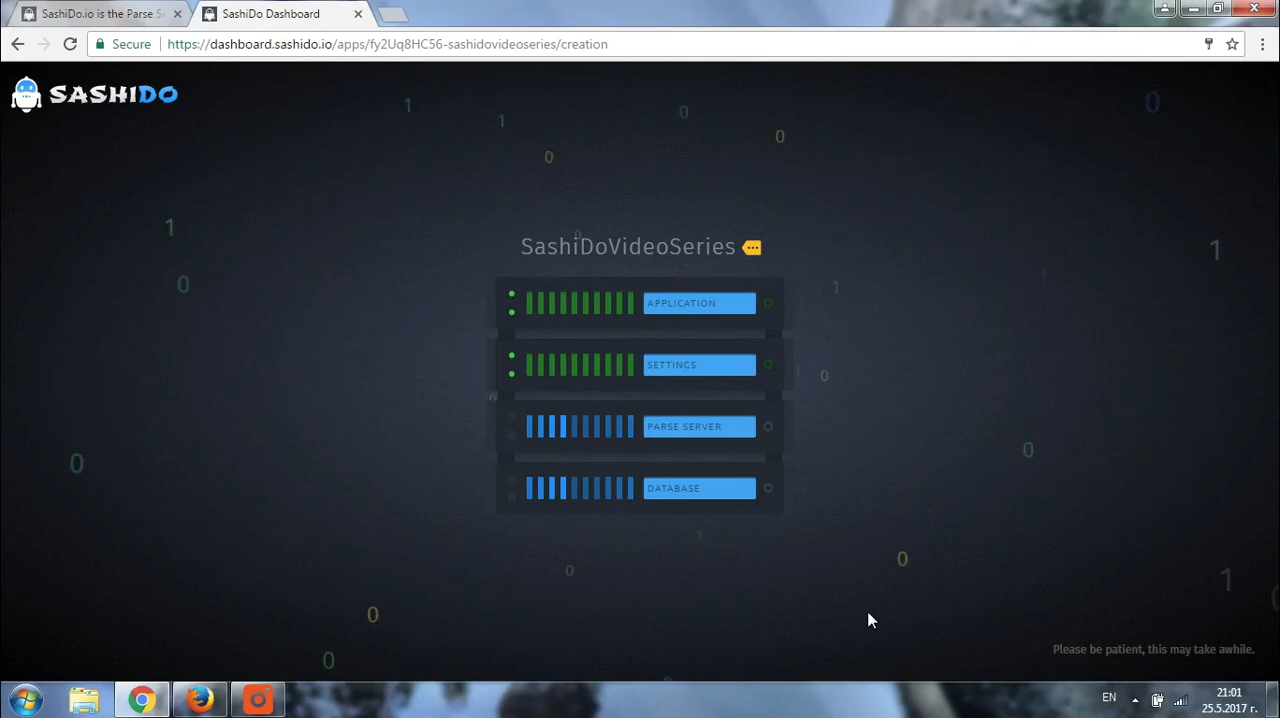 SashiDo.io is the Parse S
SashiDo Dashboard
Secure
https://dashboard.sashido.io/apps/fy2Uq8HC56-sashidovideoseries/creation
SASHIDO
SashiDoVideoSeries
APPLICATION
SETTINGS
PARSE SERVER
DATABASE
Please be patient, this may take awhile.
EN
21:01
25.5.2017 г.